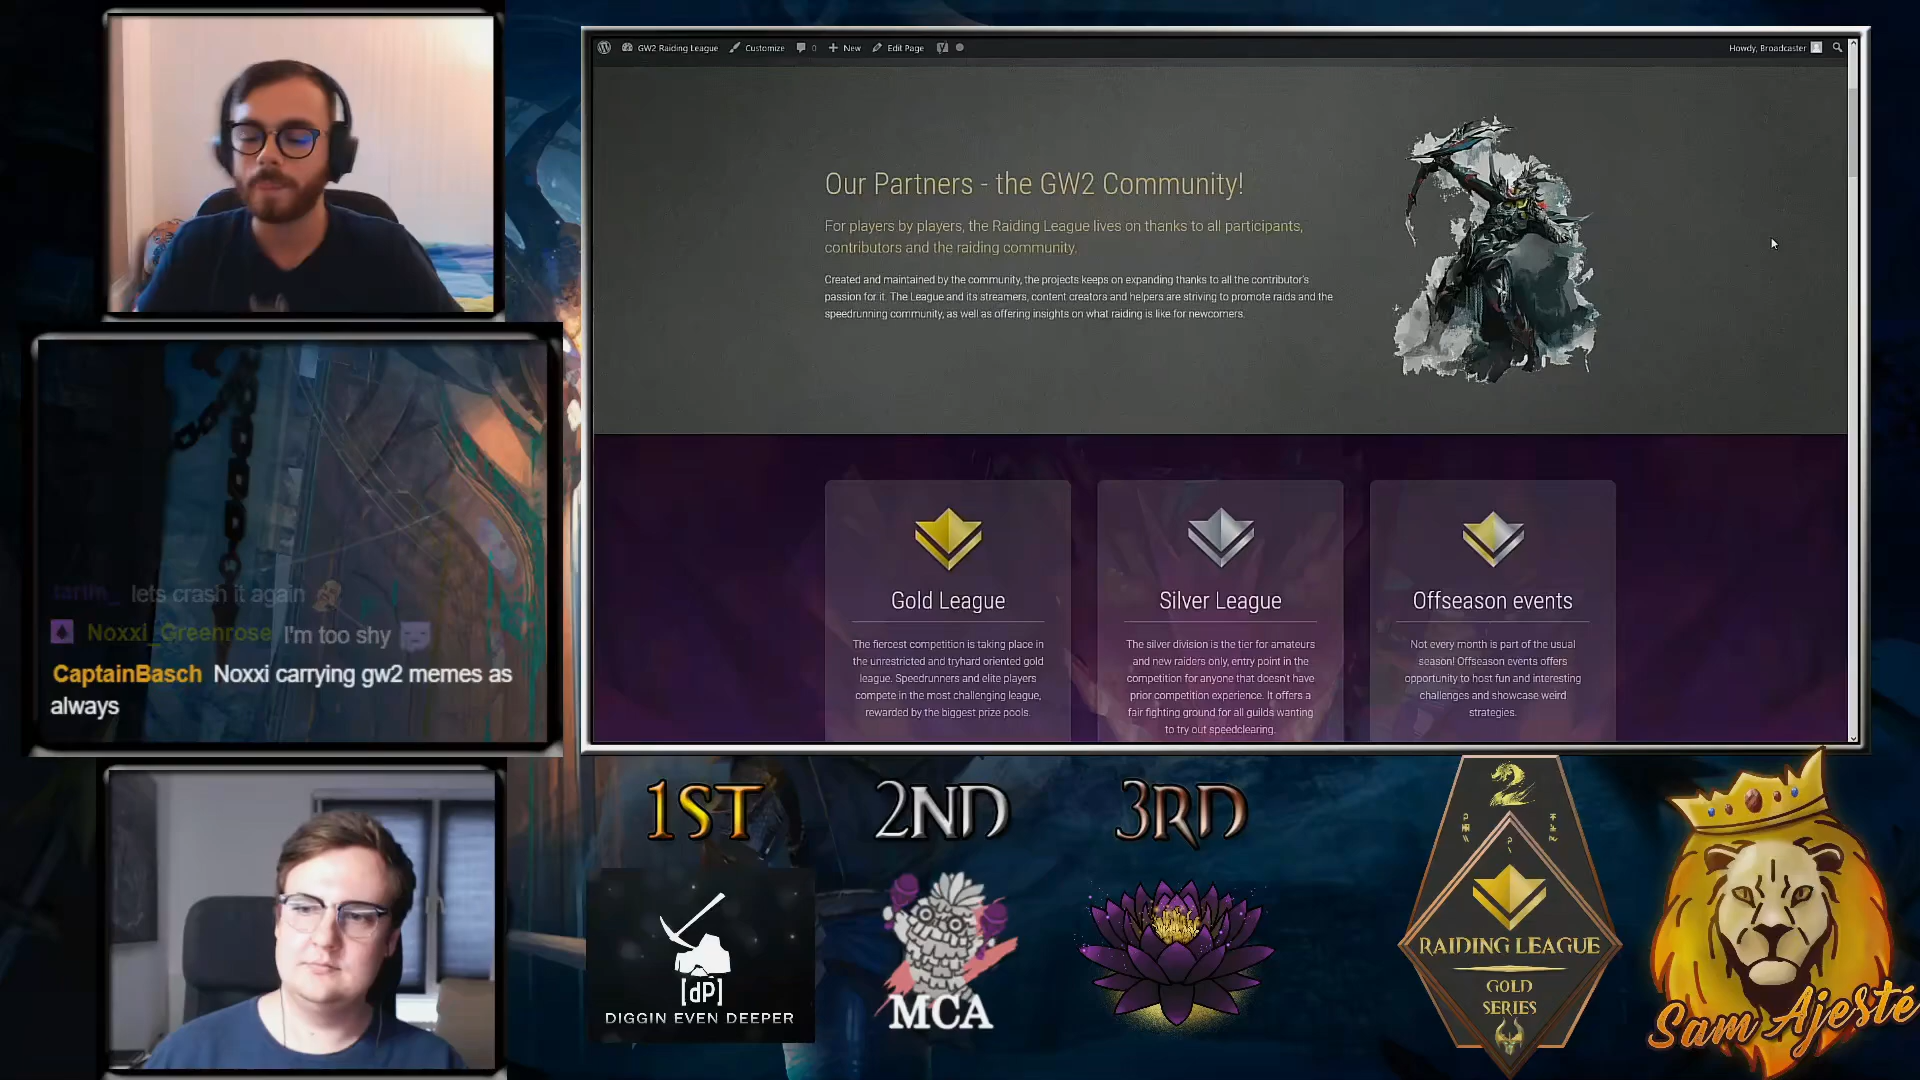 GW2 Raiding League Customize 0 New Edit Page
Howdy, Broadcaster
Our Partners - the GW2 Community!
For players by players, the Raiding League lives on thanks to all participants,
contributors and the raiding community.
Created and maintained by the community, the projects keeps on expanding thanks to all the contributor's
passion for it. The League and its streamers, content creators and helpers are striving to promote raids and the
speedrunning community, as well as offering insights on what raiding is like for newcomers.
Gold League
The fiercest competition is taking place in
the unrestricted and tryhard oriented gold
league. Speedrunners and elite players
compete in the most challenging league,
rewarded by the biggest prize pools.
Silver League
The silver division is the tier for amateurs
and new raiders only, entry point in the
competition for anyone that doesn't have
prior competition experience. It offers a
fair fighting ground for all guilds wanting
to try out speedclearing.
Offseason events
Not every month is part of the usual
season! Offseason events offers
opportunity to host fun and interesting
challenges and showcase weird
strategies.
lets crash it again
Noxxi_Greenrose I'm too shy
CaptainBasch Noxxi carrying gw2 memes as
always
1ST
2ND
3RD
[dP]
DIGGIN EVEN DEEPER
MCA
RAIDING LEAGUE
GOLD
SERIES
Sam Ajesté